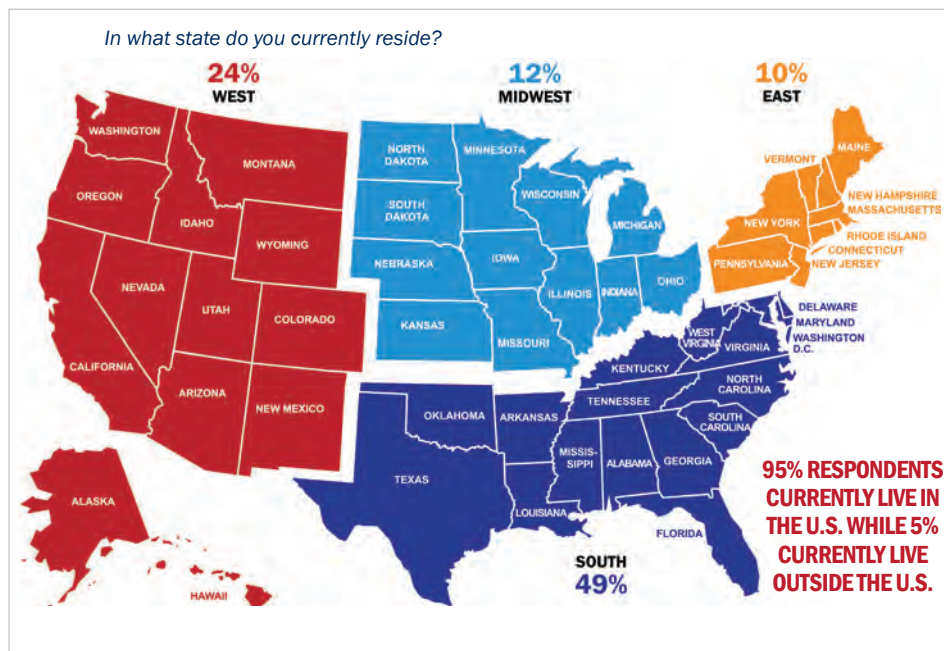 In what state do you currently reside?
24%
WEST
12%
MIDWEST
10%
EAST
WASHINGTON
MONTANA
OREGON
IDAHO
WYOMING
NEVADA
UTAH
COLORADO
CALIFORNIA
ARIZONA
NEW MEXICO
ALASKA
HAWAII
NORTH
DAKOTA
MINNESOTA
SOUTH
DAKOTA
WISCONSIN
MICHIGAN
NEBRASKA
IDWA
ILLINOIS
INDIANA
OHIO
KANSAS
MISSOURI
MAINE
VERMONT
NEW HAMPSHIRE
MASSACHUSETTS
NEW YORK
RHODE ISLAND
CONNECTICUT
NEW JERSEY
PENNSYLVANIA
DELAWARE
MARYLAND
WASHINGTON
D.C.
WEST
VIRGINIA
VIRGINIA
KENTUCKY
NORTH
CAROLINA
TENNESSEE
SOUTH
CAROLINA
OKLAHOMA
ARKANSAS
MISSIS-
SIPPI
ALABAMA
GEORGIA
TEXAS
LOUISIANA
FLORIDA
SOUTH
49%
95% RESPONDENTS
CURRENTLY LIVE IN
THE U.S. WHILE 5%
CURRENTLY LIVE
OUTSIDE THE U.S.